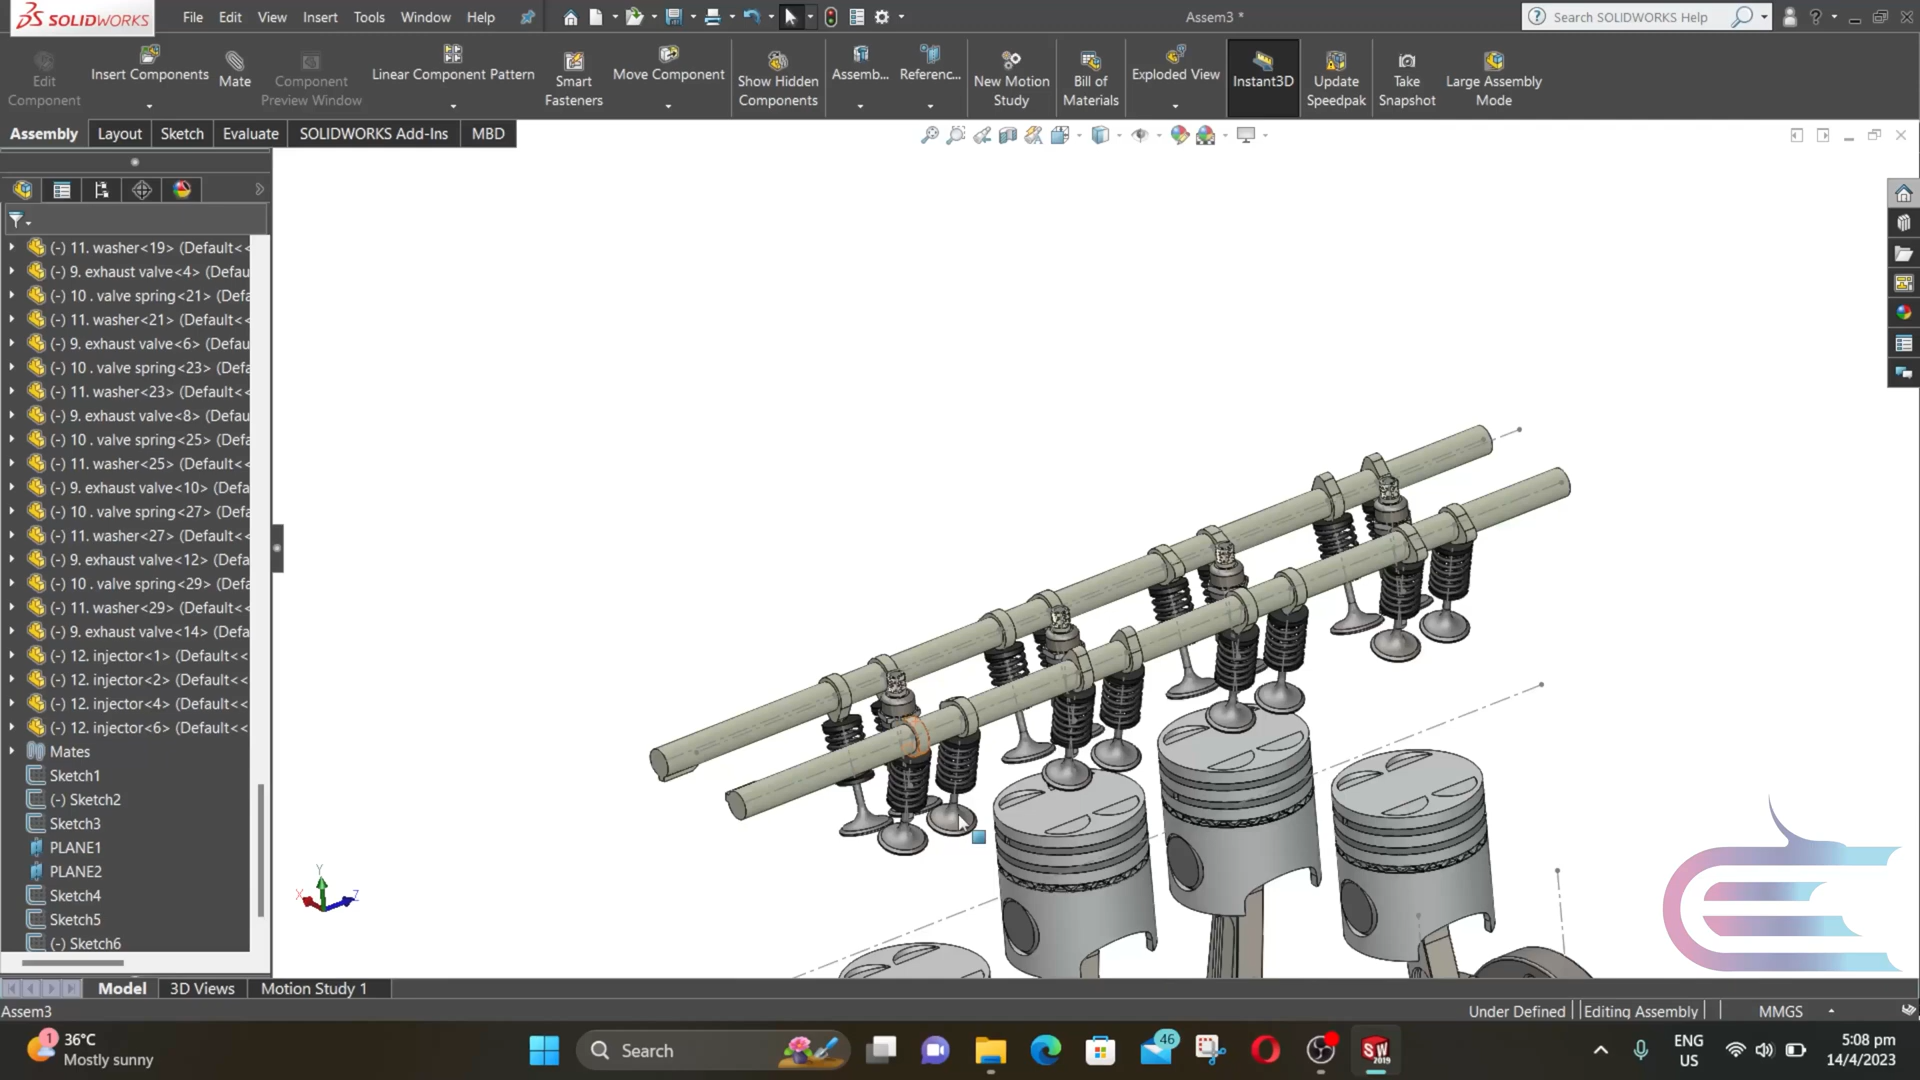 SOLIDWORKS File Edit View Insert Tools Window Help Assem3 * Search SOLIDWORKS Help
Edit Component
Insert Components
Mate
Component Preview Window
Linear Component Pattern
Smart Fasteners
Move Component
Show Hidden Components
Assemb...
Referenc...
New Motion Study
Bill of Materials
Exploded View
Instant3D
Update Speedpak
Take Snapshot
Large Assembly Mode
Assembly Layout Sketch Evaluate SOLIDWORKS Add-Ins MBD
(-) 11. washer<19> (Default<<
(-) 9. exhaust valve<4> (Defau
(-) 10 . valve spring<21> (Defa
(-) 11. washer<21> (Default<<
(-) 9. exhaust valve<6> (Defau
(-) 10 . valve spring<23> (Defa
(-) 11. washer<23> (Default<<
(-) 9. exhaust valve<8> (Defau
(-) 10 . valve spring<25> (Defa
(-) 11. washer<25> (Default<<
(-) 9. exhaust valve<10> (Defa
(-) 10 . valve spring<27> (Defa
(-) 11. washer<27> (Default<<
(-) 9. exhaust valve<12> (Defa
(-) 10 . valve spring<29> (Defa
(-) 11. washer<29> (Default<<
(-) 9. exhaust valve<14> (Defa
(-) 12. injector<1> (Default<<
(-) 12. injector<2> (Default<<
(-) 12. injector<4> (Default<<
(-) 12. injector<6> (Default<<
Mates
Sketch1
(-) Sketch2
Sketch3
PLANE1
PLANE2
Sketch4
Sketch5
(-) Sketch6
Y
X Z
Model 3D Views Motion Study 1
Assem3 Under Defined Editing Assembly MMGS
1 36°C
Mostly sunny
Search
46
SW 2019
ENG
US
5:08 pm
14/4/2023